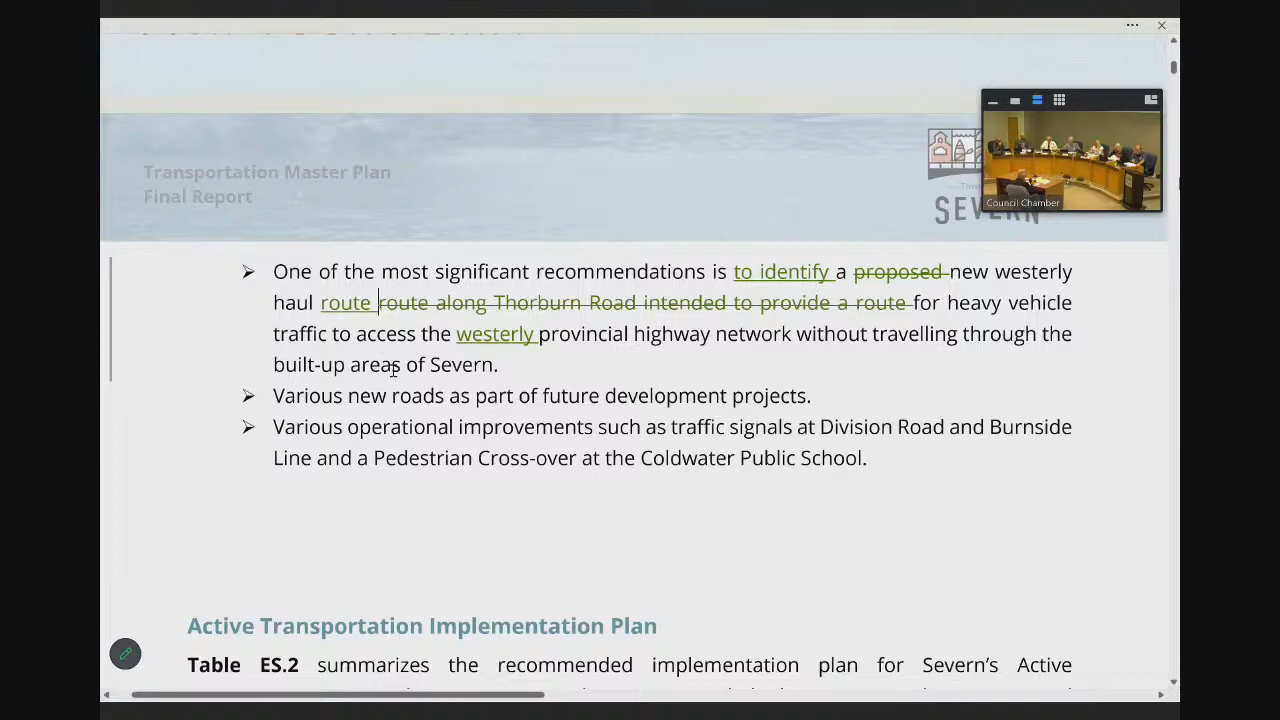 Transportation Master Plan
Final Report
SEVERN
Council Chamber
➢ One of the most significant recommendations is to identify a proposed new westerly
haul route route along Thorburn Road intended to provide a route for heavy vehicle
traffic to access the westerly provincial highway network without travelling through the
built-up areas of Severn.
➢ Various new roads as part of future development projects.
➢ Various operational improvements such as traffic signals at Division Road and Burnside
Line and a Pedestrian Cross-over at the Coldwater Public School.
Active Transportation Implementation Plan
Table ES.2 summarizes the recommended implementation plan for Severn’s Active